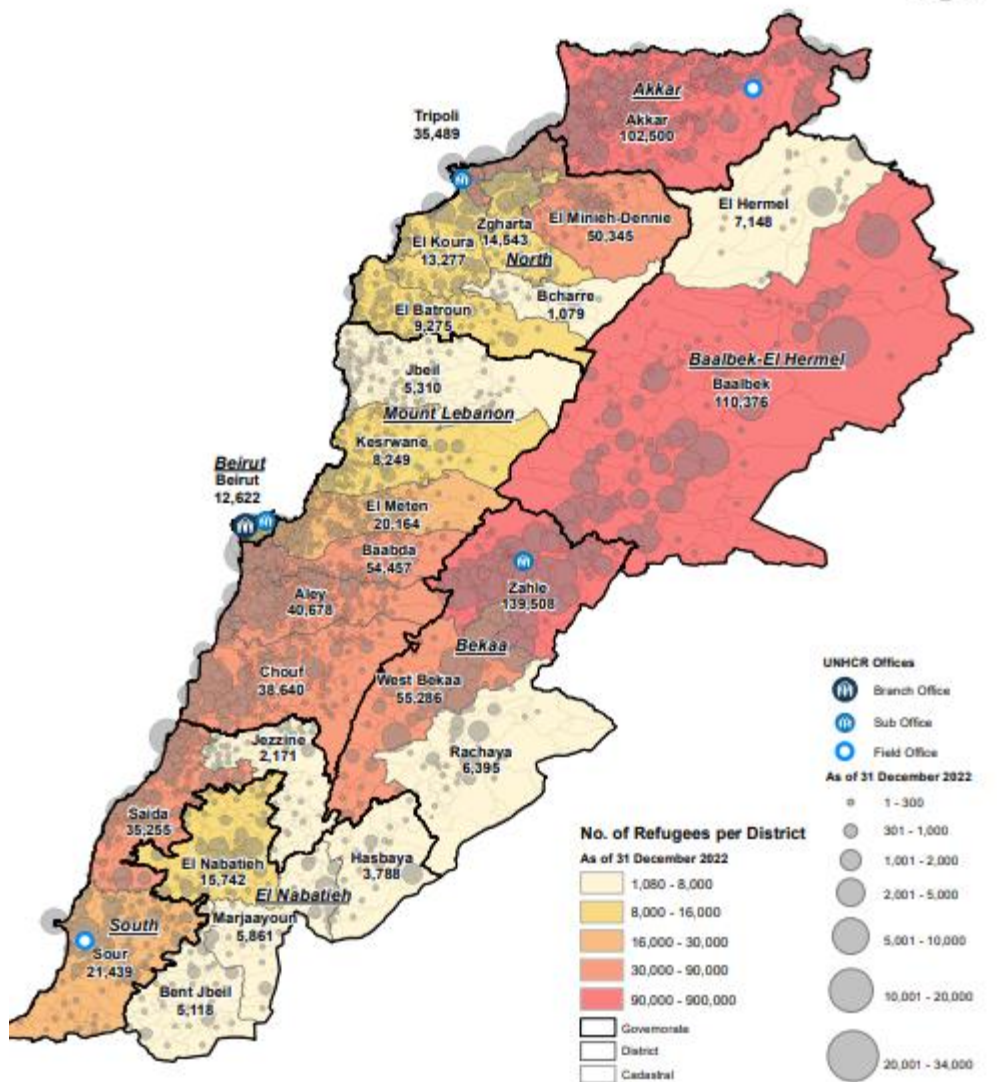 Akkar
Akkar
102,500
Tripoli
35,489
El Hermel
7,148
Zgharta
14,543
El Minieh-Dennie
50,345
El Koura
13,277
North
Bcharre
1,079
El Batroun
9,275
Baalbek-El Hermel
Baalbek
110,376
Jbeil
5,310
Mount Lebanon
Kesrwane
8,249
Beirut
Beirut
12,622
El Meten
20,164
Baabda
54,457
Zahle
139,508
Aley
40,678
Bekaa
Chouf
38,640
West Bekaa
55,286
Rachaya
6,395
Jezzine
2,171
Saida
35,255
El Nabatieh
15,742
Hasbaya
3,788
El Nabatieh
Marjaayoun
5,861
South
Sour
21,439
Bent Jbeil
5,118
UNHCR Offices
Branch Office
Sub Office
Field Office
As of 31 December 2022
1 - 300
301 - 1,000
1,001 - 2,000
2,001 - 5,000
5,001 - 10,000
10,001 - 20,000
20,001 - 34,000
No. of Refugees per District
As of 31 December 2022
1,080 - 8,000
8,000 - 16,000
16,000 - 30,000
30,000 - 90,000
90,000 - 900,000
Governorate
District
Cadastral